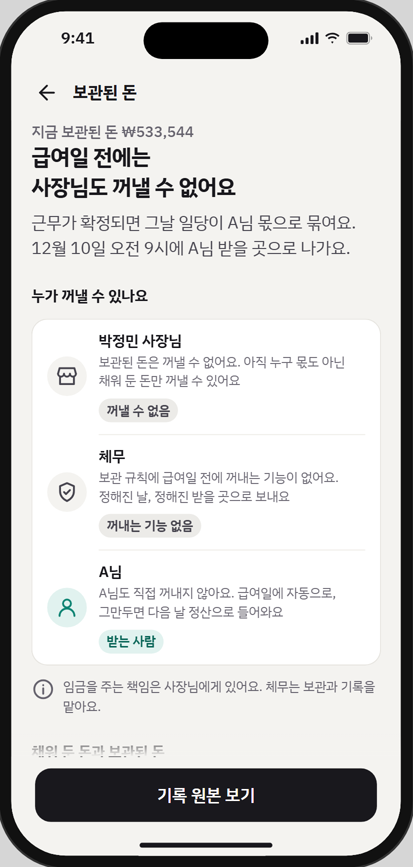 9:41
보관된 돈
지금 보관된 돈 ₩533,544
급여일 전에는
사장님도 꺼낼 수 없어요
근무가 확정되면 그날 일당이 A님 몫으로 묶여요.
12월 10일 오전 9시에 A님 받을 곳으로 나가요.
누가 꺼낼 수 있나요
박정민 사장님
보관된 돈은 꺼낼 수 없어요. 아직 누구 몫도 아닌
채워 둔 돈만 꺼낼 수 있어요
꺼낼 수 없음
체무
보관 규칙에 급여일 전에 꺼내는 기능이 없어요.
정해진 날, 정해진 받을 곳으로 보내요
꺼내는 기능 없음
A님
A님도 직접 꺼내지 않아요. 급여일에 자동으로,
그만두면 다음 날 정산으로 들어와요
받는 사람
임금을 주는 책임은 사장님에게 있어요. 체무는 보관과 기록을
맡아요.
채워 둔 돈과 보관된 돈
기록 원본 보기